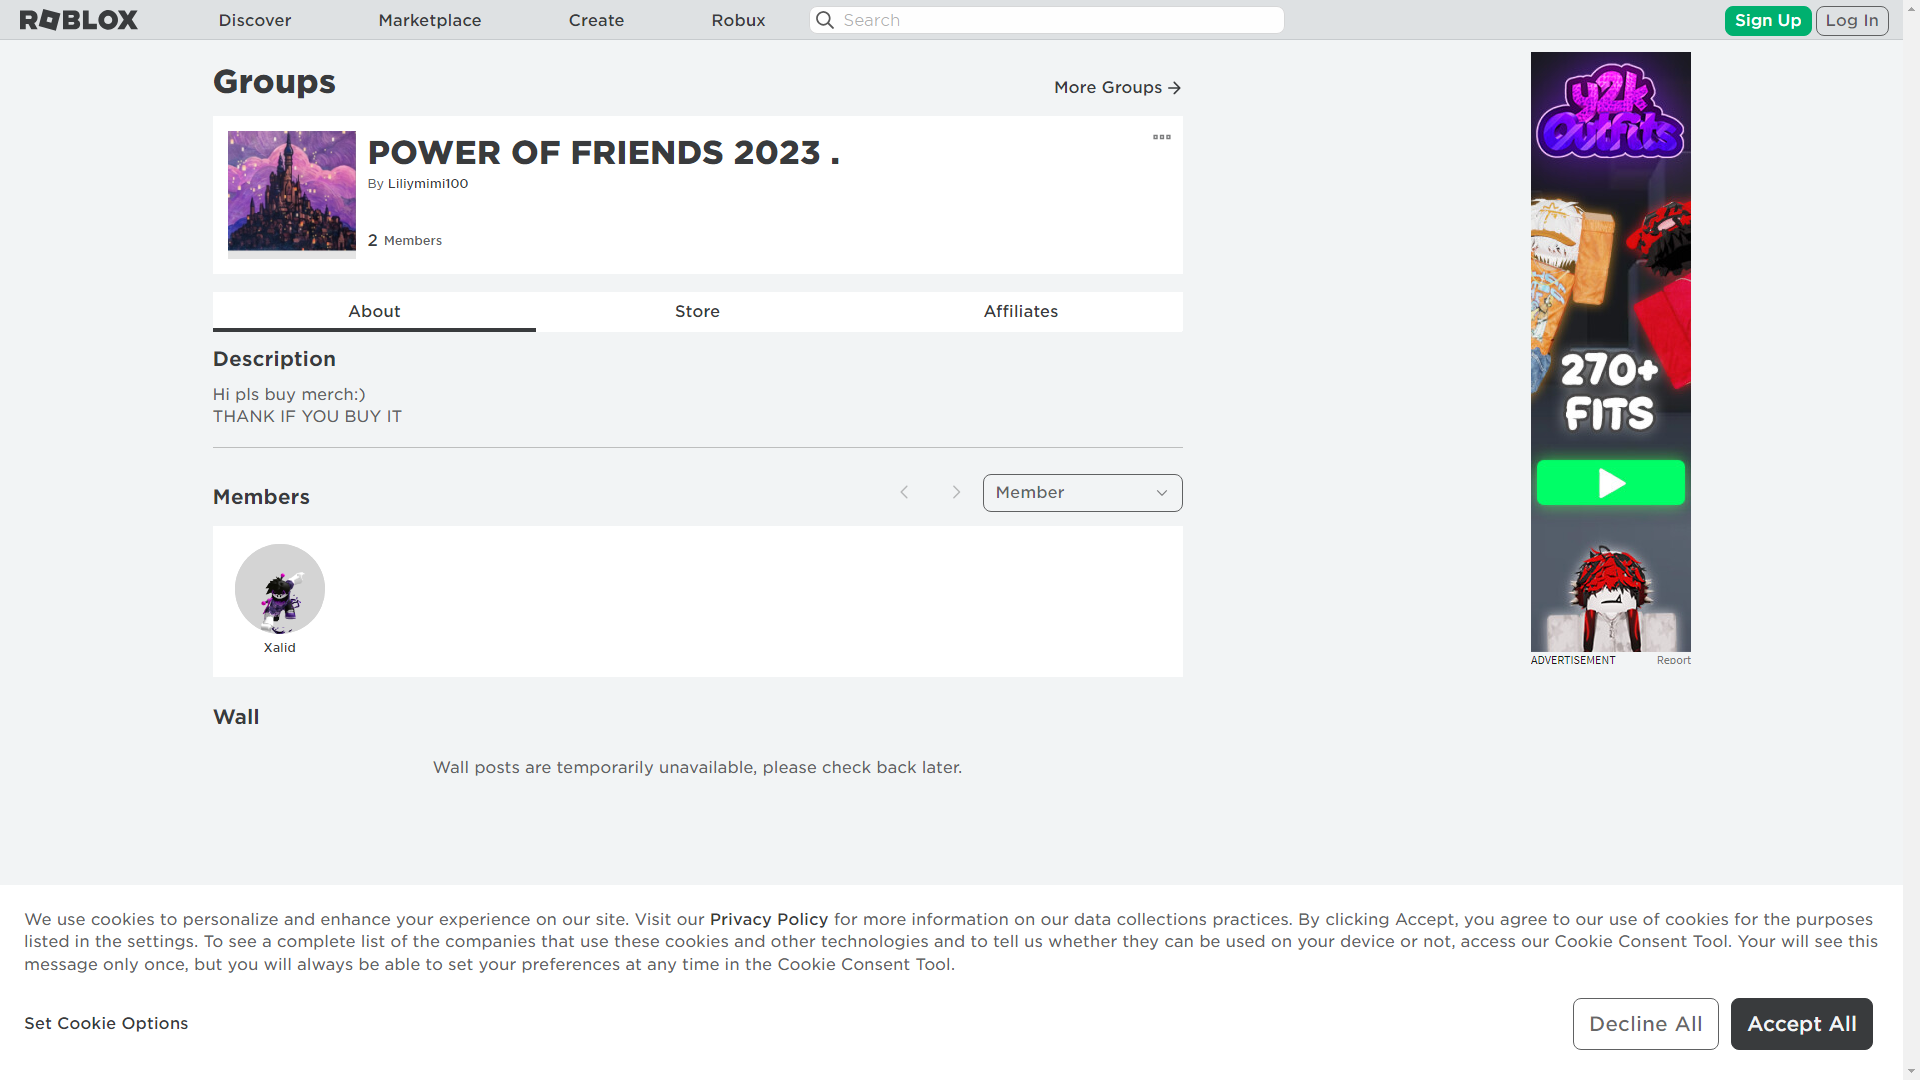 ROBLOX
Discover
Marketplace
Create
Robux
Search
Sign Up
Log In
Groups
More Groups
POWER OF FRIENDS 2023 .
By Liliymimi100
2 Members
About
Store
Affiliates
Description
Hi pls buy merch:)
THANK IF YOU BUY IT
Members
Member
Xalid
Wall
Wall posts are temporarily unavailable, please check back later.
y2k
Outfits
270+
FITS
ADVERTISEMENT
Report
We use cookies to personalize and enhance your experience on our site. Visit our Privacy Policy for more information on our data collections practices. By clicking Accept, you agree to our use of cookies for the purposes
listed in the settings. To see a complete list of the companies that use these cookies and other technologies and to tell us whether they can be used on your device or not, access our Cookie Consent Tool. Your will see this
message only once, but you will always be able to set your preferences at any time in the Cookie Consent Tool.
Set Cookie Options
Decline All
Accept All